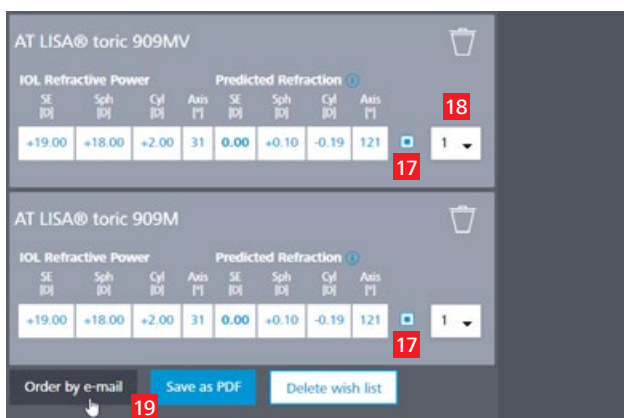 AT LISA® toric 909MV
IOL Refractive Power Predicted Refraction i
SE Sph Cyl Axis SE Sph Cyl Axis
[D] [D] [D] [°] [D] [D] [D] [°]
18
+19.00 +18.00 +2.00 31 0.00 +0.10 -0.19 121 1
17
AT LISA® toric 909M
IOL Refractive Power Predicted Refraction i
SE Sph Cyl Axis SE Sph Cyl Axis
[D] [D] [D] [°] [D] [D] [D] [°]
+19.00 +18.00 +2.00 31 0.00 +0.10 -0.19 121 1
17
Order by e-mail Save as PDF Delete wish list
19